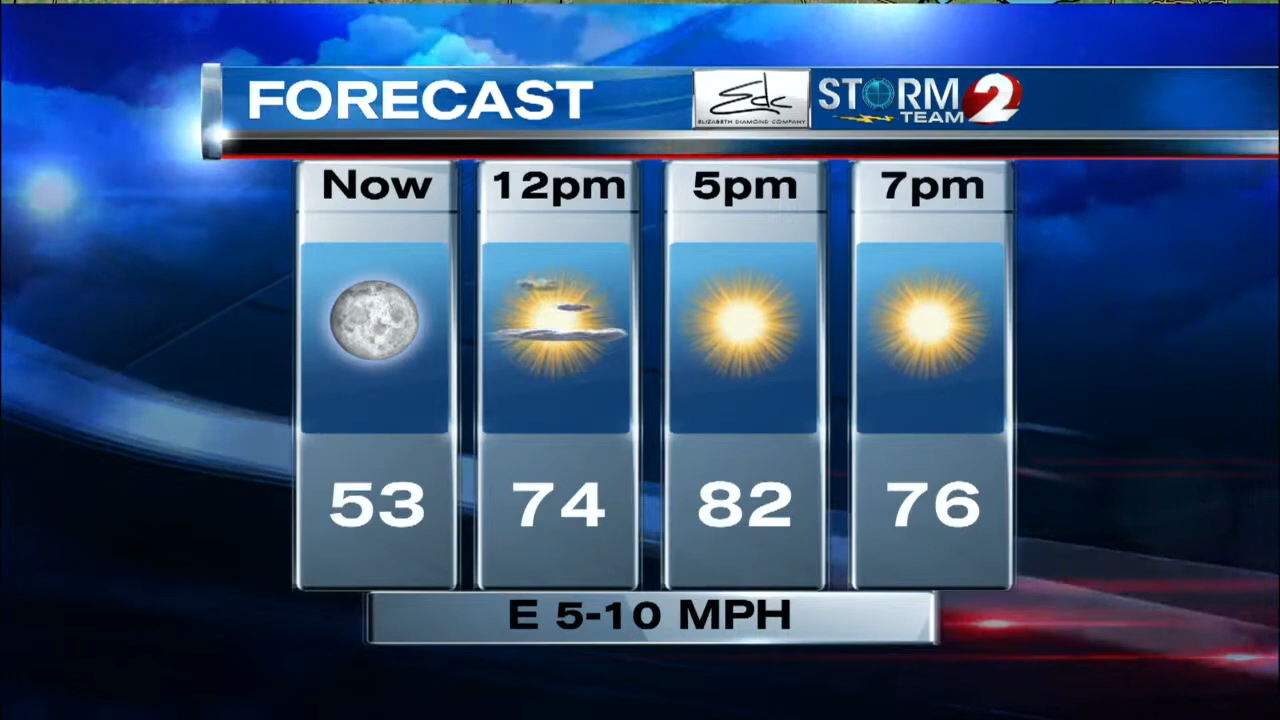 FORECAST
Edc
ELIZABETH DIAMOND COMPANY
STORM
TEAM 2
Now 12pm 5pm 7pm
53 74 82 76
E 5-10 MPH